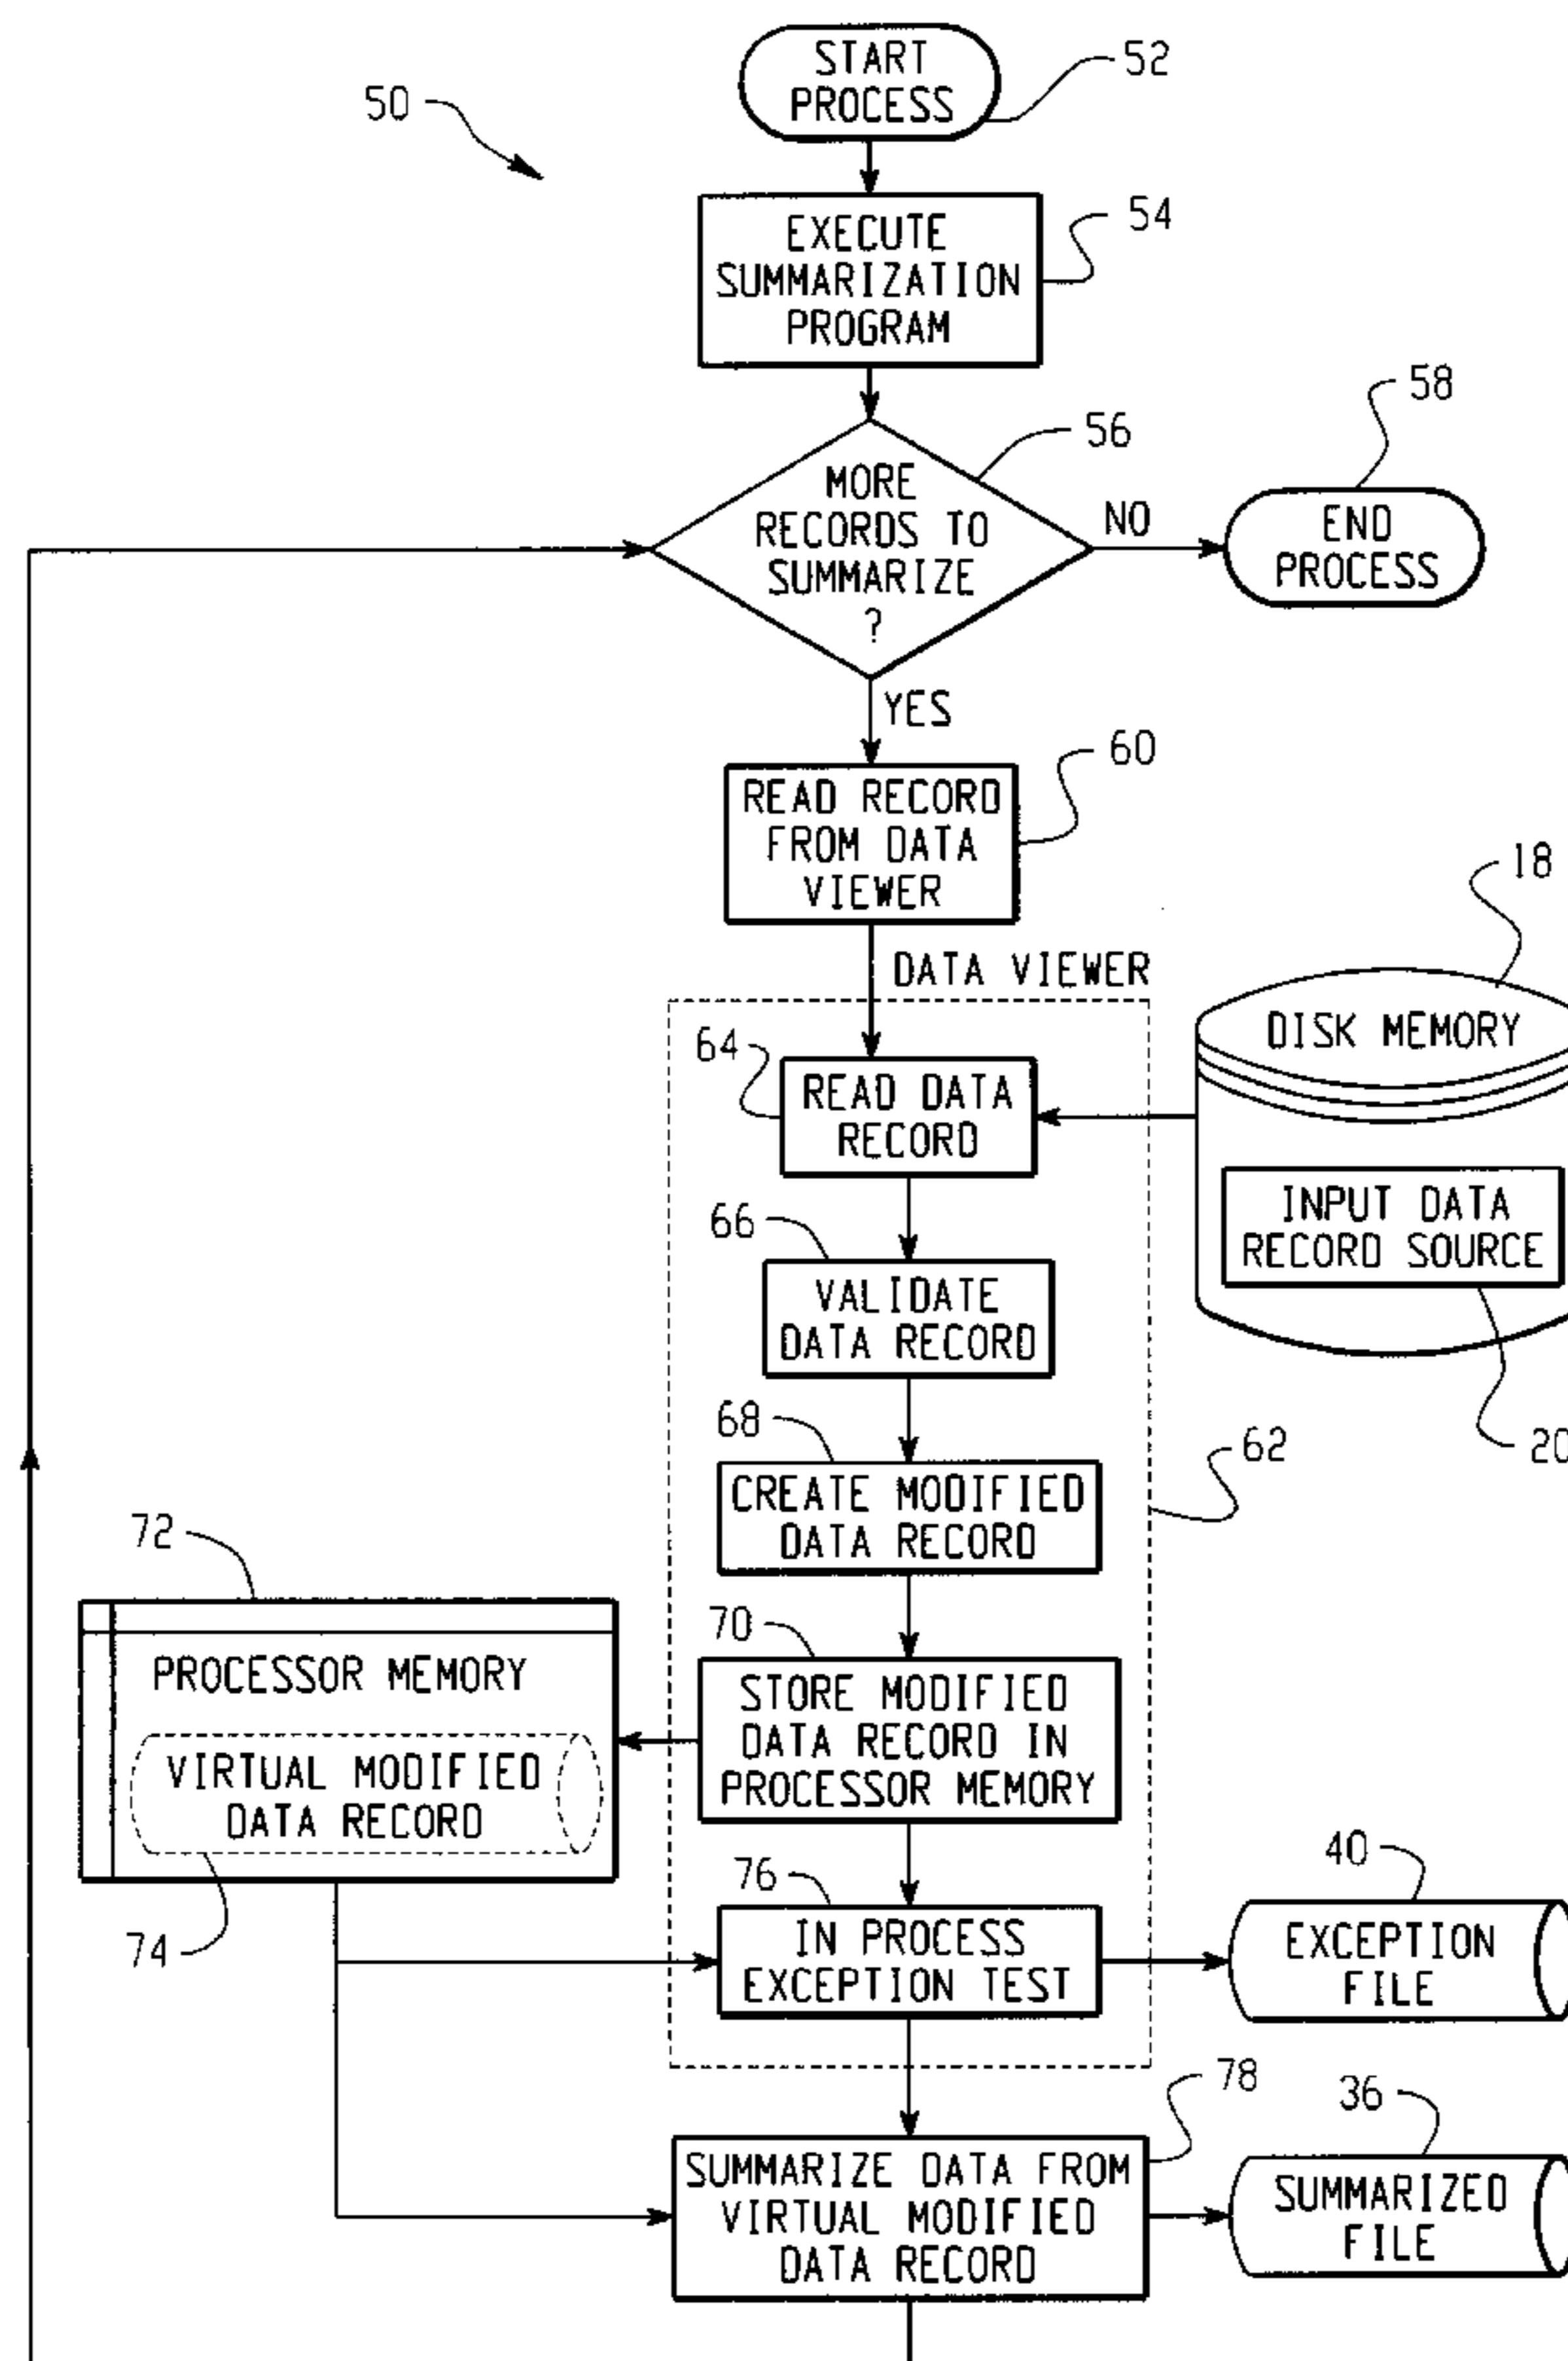 START
PROCESS
52
50
EXECUTE
SUMMARIZATION
PROGRAM
54
58
56
MORE
RECORDS TO
SUMMARIZE
?
NO
END
PROCESS
YES
60
READ RECORD
FROM DATA
VIEWER
18
DATA VIEWER
DISK MEMORY
64
READ DATA
RECORD
INPUT DATA
RECORD SOURCE
66
VALIDATE
DATA RECORD
68
62
20
CREATE MODIFIED
DATA RECORD
72
70
PROCESSOR MEMORY
STORE MODIFIED
DATA RECORD IN
PROCESSOR MEMORY
VIRTUAL MODIFIED
DATA RECORD
74
76
40
IN PROCESS
EXCEPTION TEST
EXCEPTION
FILE
78
36
SUMMARIZE DATA FROM
VIRTUAL MODIFIED
DATA RECORD
SUMMARIZED
FILE